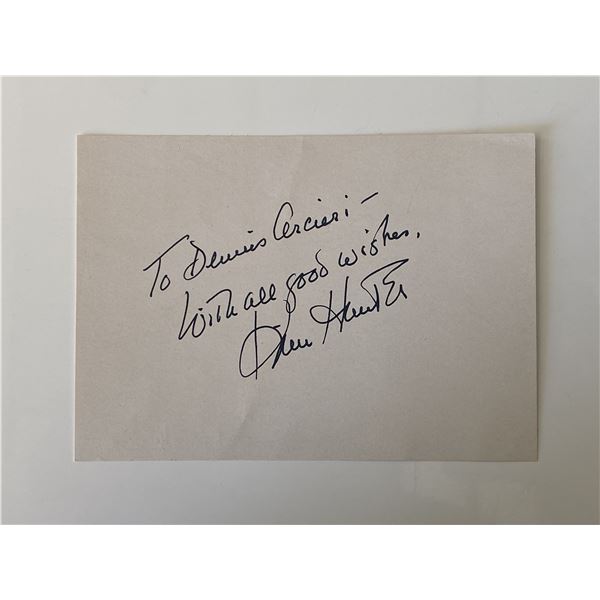 To Dennis Arcieri –
With all good wishes.
Kim Hunter